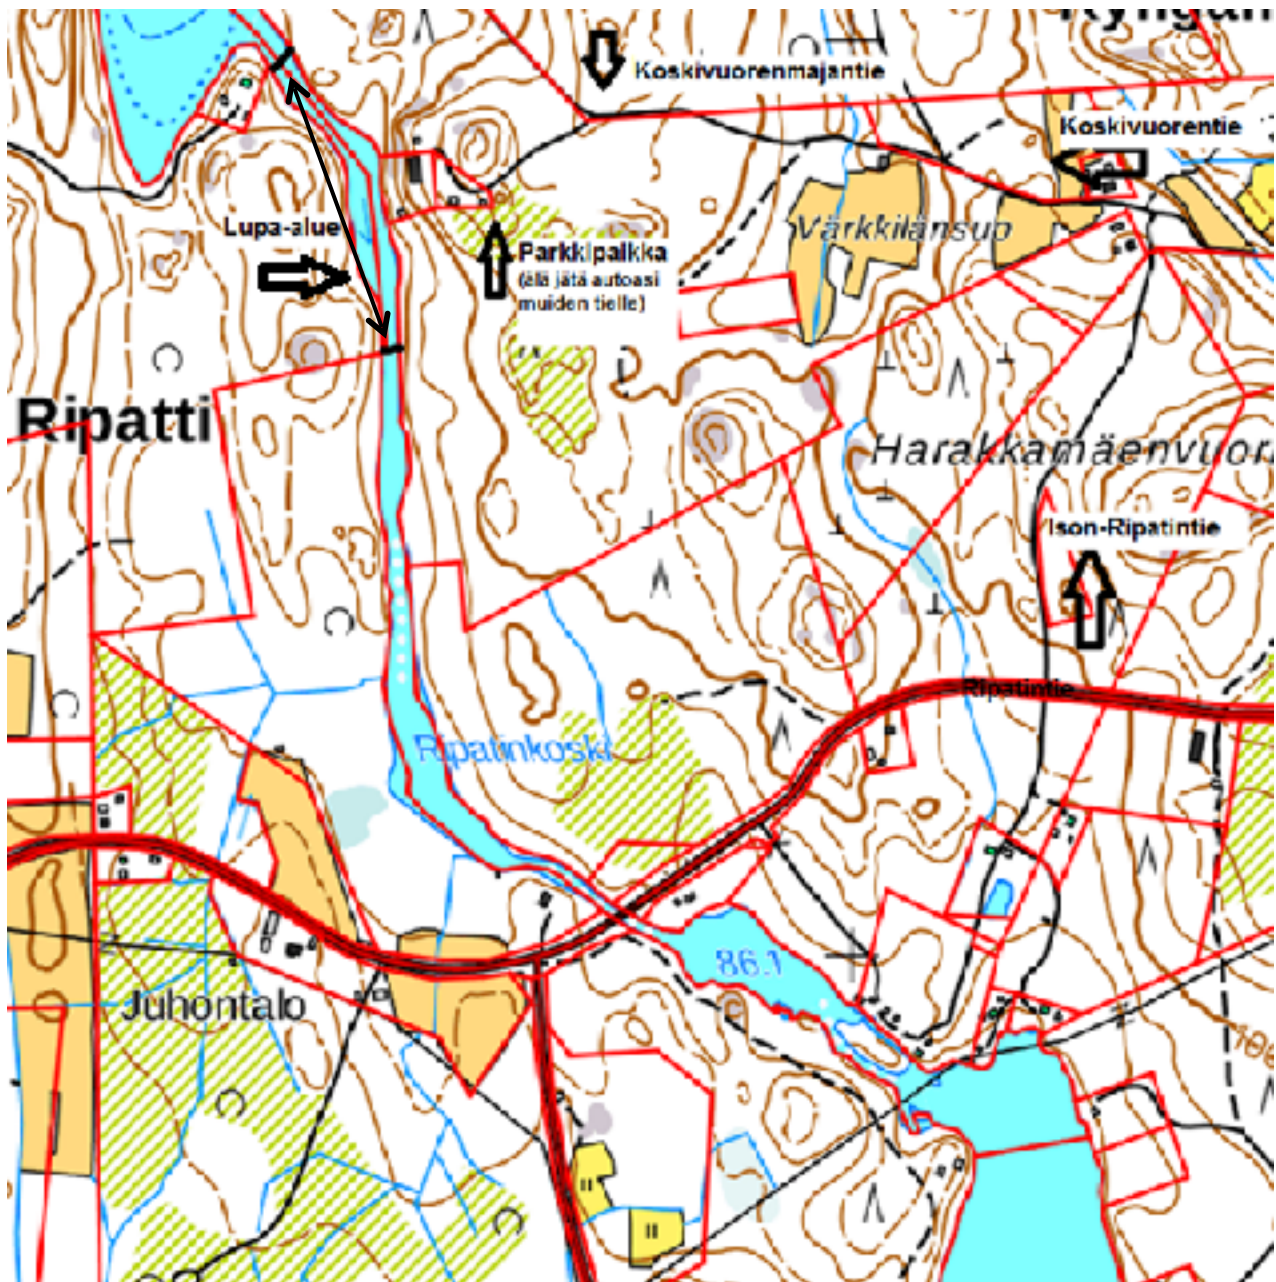 Koskivuorenmajantie
Koskivuorentie
Lupa-alue
Värkkilänsuo
Parkkipaikka
(älä jätä autoasi
muiden tielle)
Ripatti
Ison-Ripatintie
Ripatintie
Ripatinkoski
86.1
Juhontalo